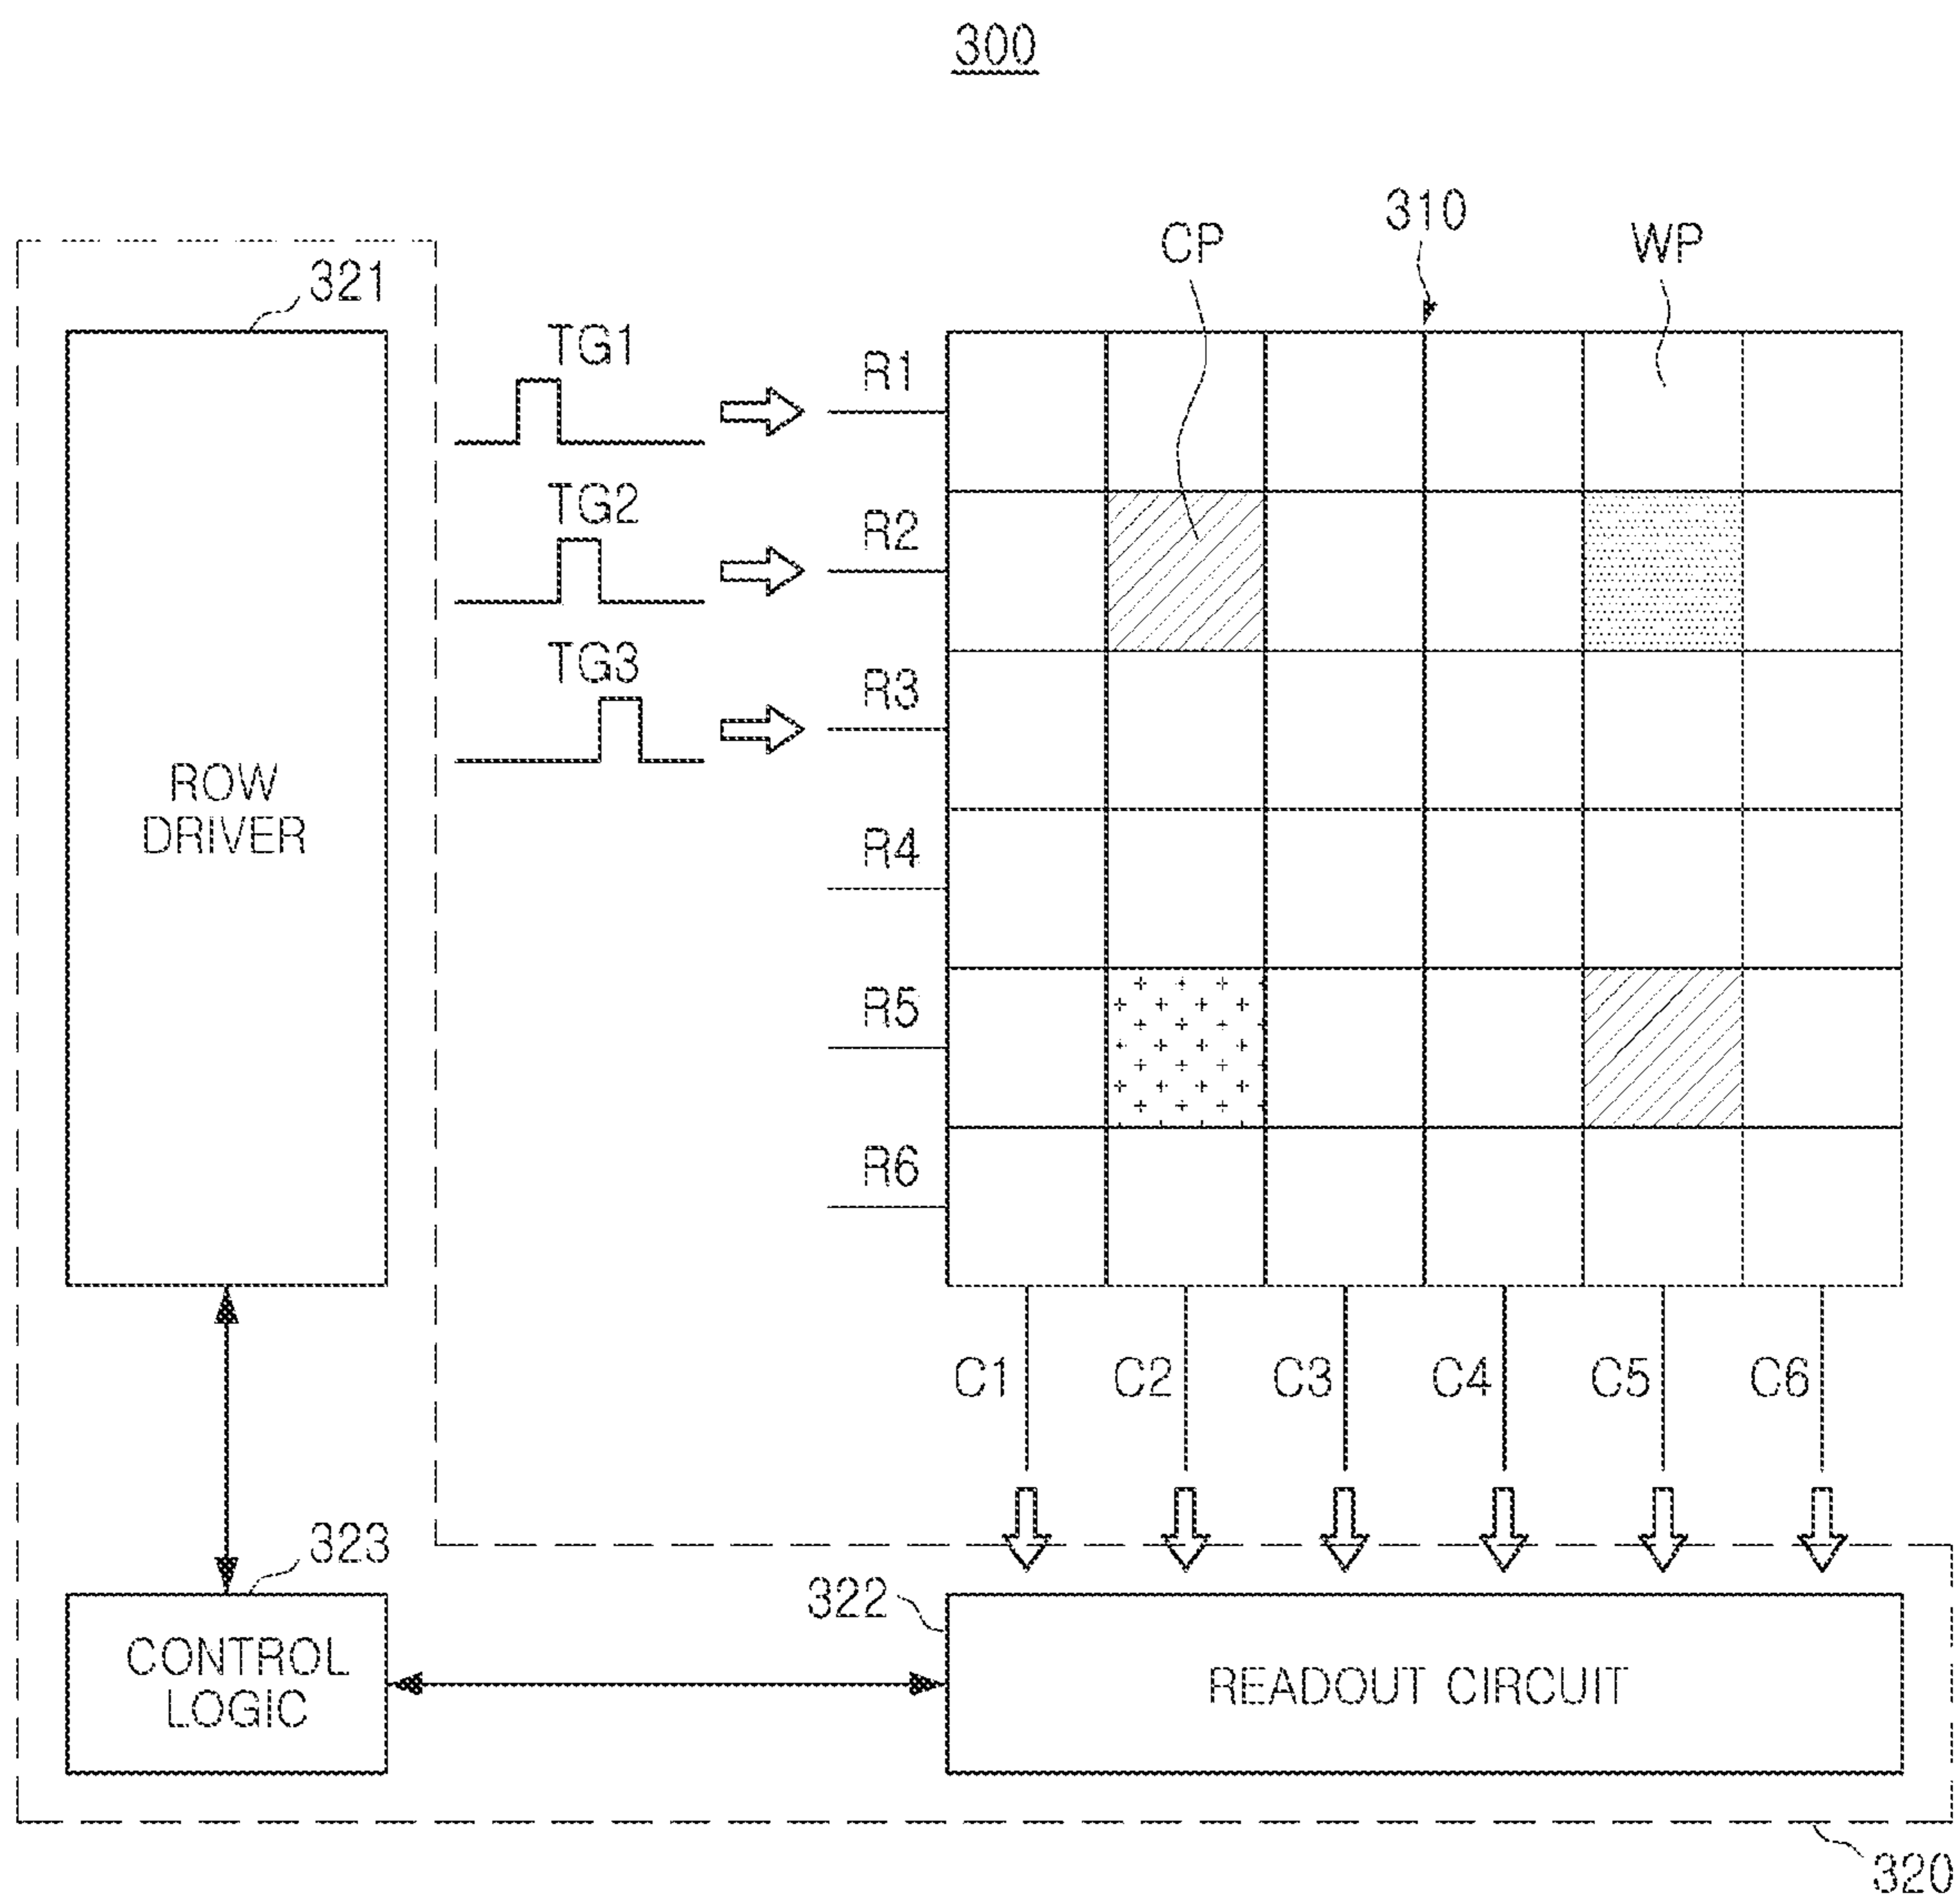 300
310
CP
WP
321
TG1
R1
TG2
R2
TG3
R3
ROW
DRIVER
R4
R5
R6
C1
C2
C3
C4
C5
C6
323
322
CONTROL
LOGIC
READOUT CIRCUIT
320